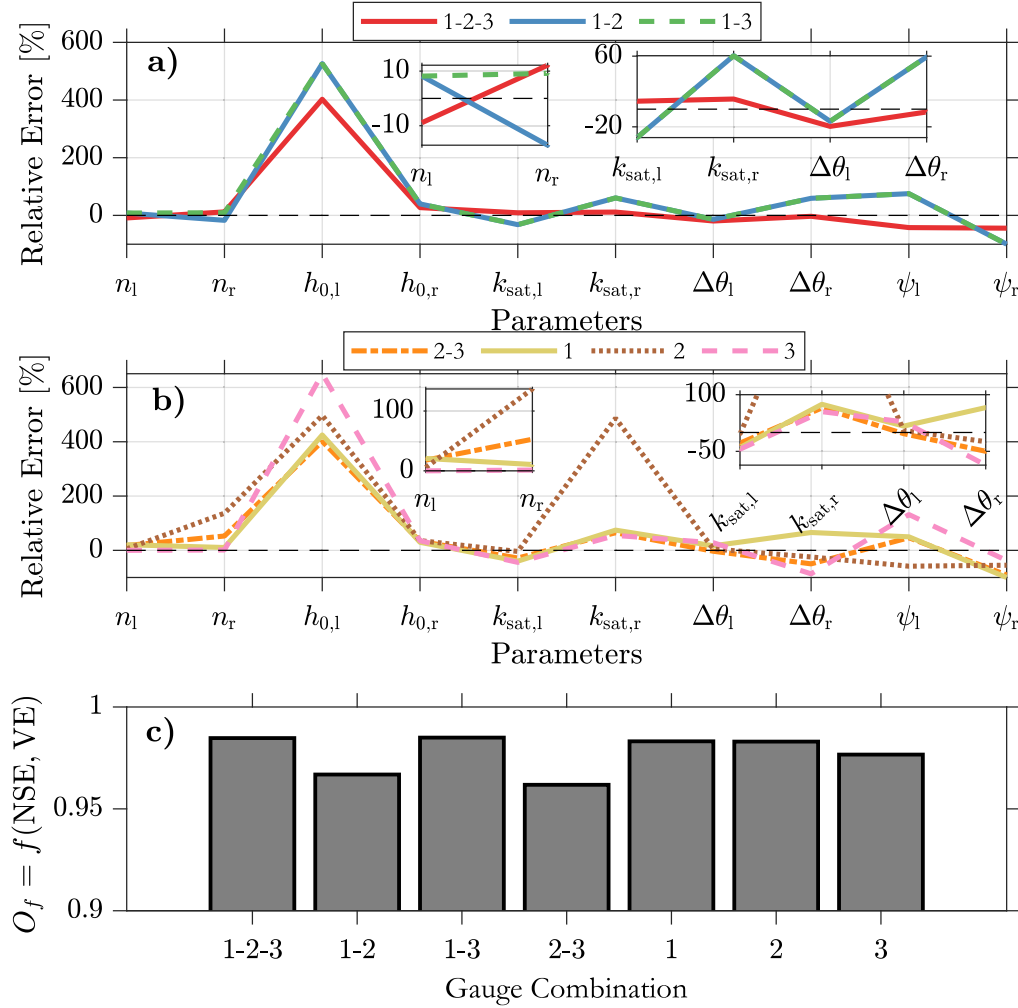 1-2-3 1-2 1-3
Relative Error [%]
a)
600
400
200
0
10
-10
n_l n_r
60
-20
k_sat,l k_sat,r Δθ_l Δθ_r
n_l n_r h_0,l h_0,r k_sat,l k_sat,r Δθ_l Δθ_r ψ_l ψ_r
Parameters
2-3 1 2 3
Relative Error [%]
b)
600
400
200
0
100
0
n_l n_r
100
-50
k_sat,l k_sat,r Δθ_l Δθ_r
n_l n_r h_0,l h_0,r k_sat,l k_sat,r Δθ_l Δθ_r ψ_l ψ_r
Parameters
O_f = f(NSE, VE)
c)
1
0.95
0.9
1-2-3 1-2 1-3 2-3 1 2 3
Gauge Combination